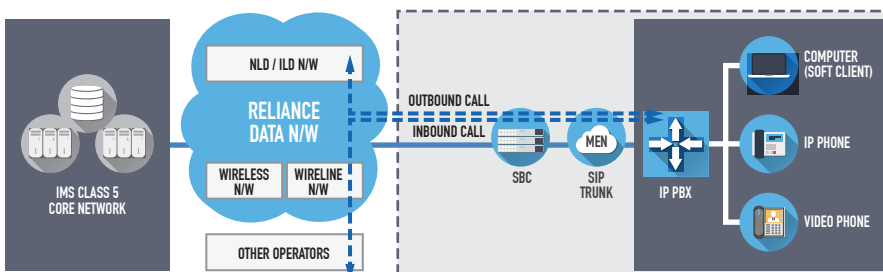 IMS CLASS 5
CORE NETWORK
NLD / ILD N/W
RELIANCE
DATA N/W
WIRELESS
N/W
WIRELINE
N/W
OTHER OPERATORS
OUTBOUND CALL
INBOUND CALL
SBC
MEN
SIP
TRUNK
IP PBX
COMPUTER
(SOFT CLIENT)
IP PHONE
VIDEO PHONE